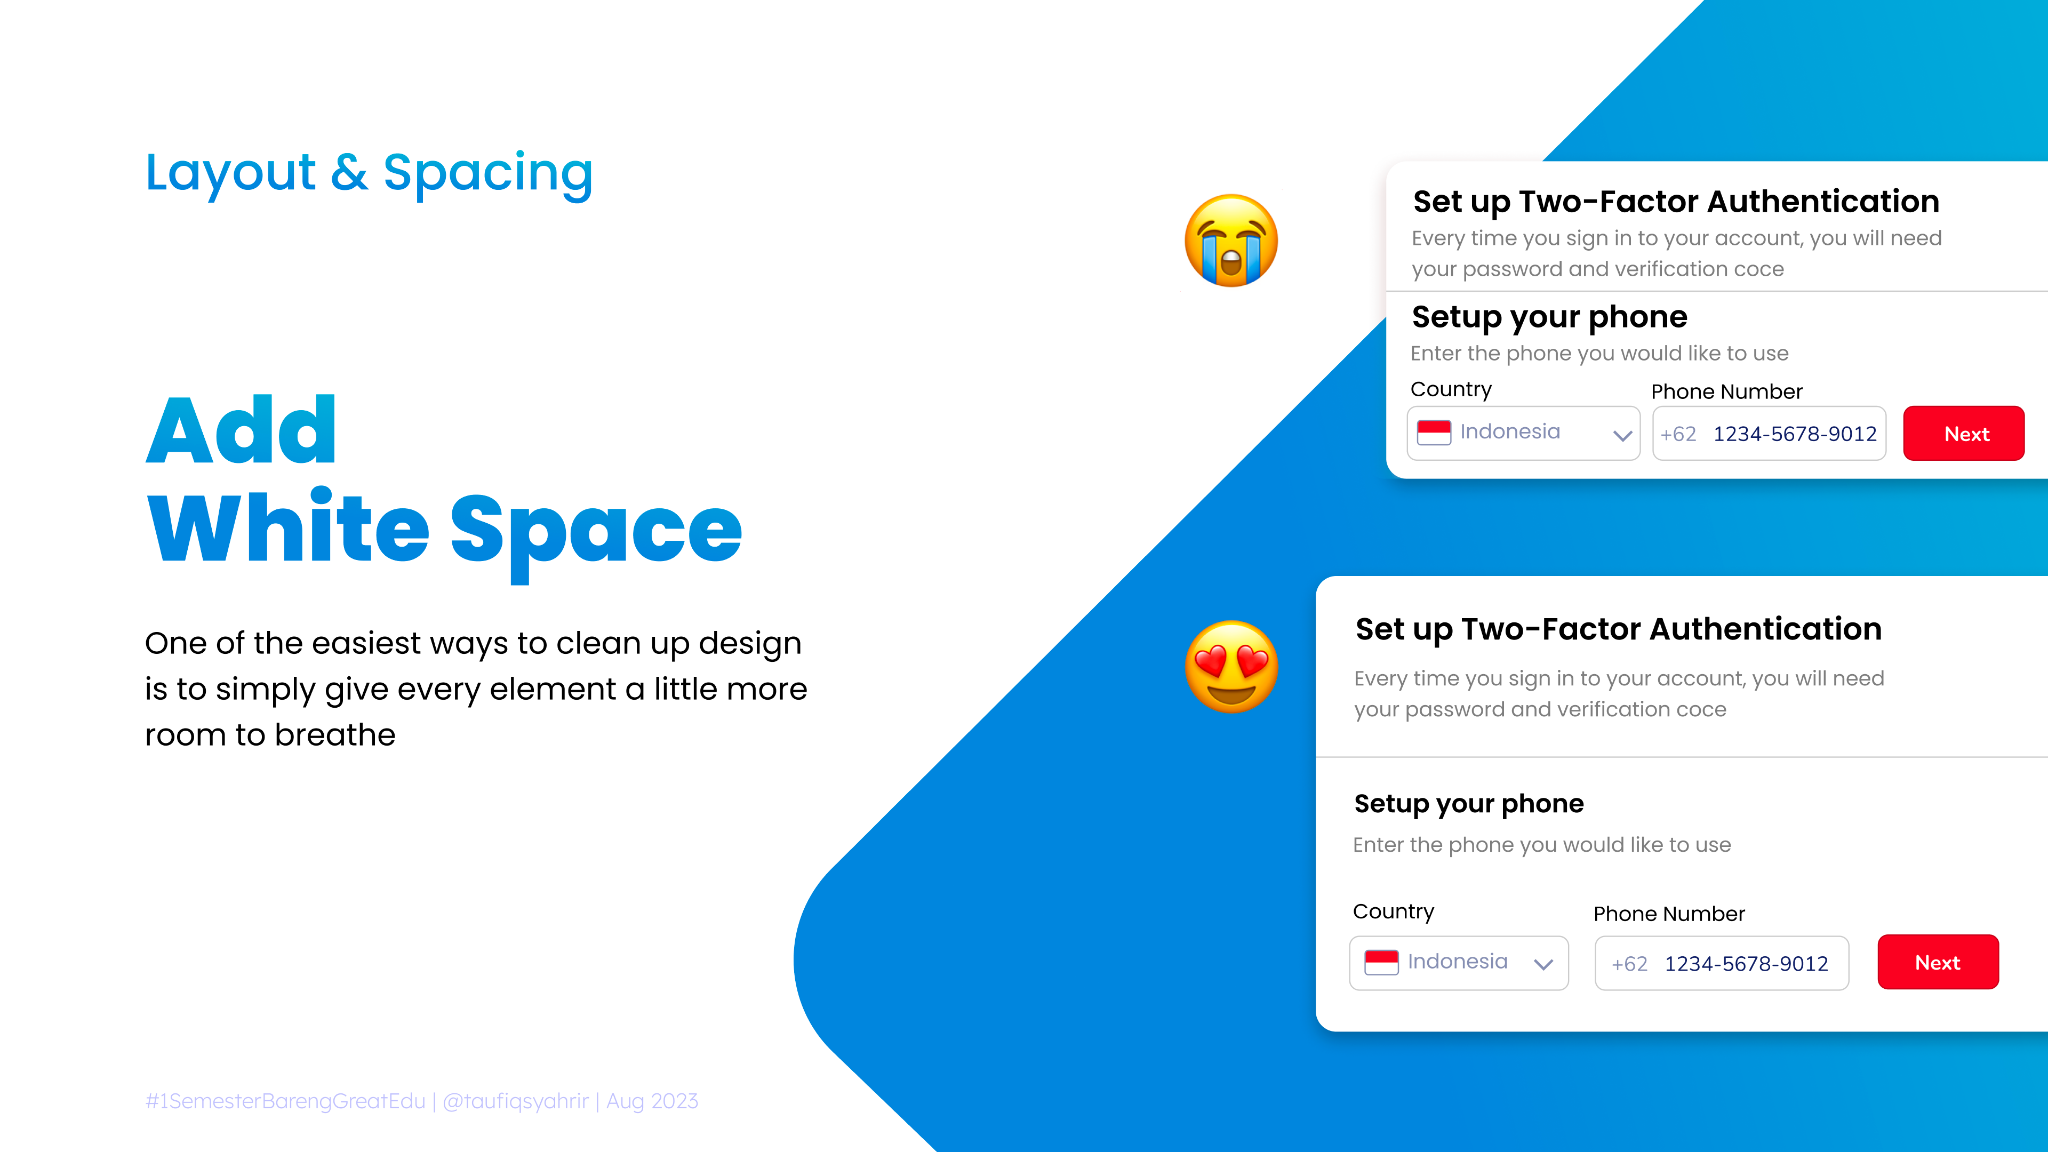 Layout & Spacing
Add
White Space
One of the easiest ways to clean up design
is to simply give every element a little more
room to breathe
#1SemesterBarengGreatEdu | @taufiqsyahrir | Aug 2023
Set up Two-Factor Authentication
Every time you sign in to your account, you will need
your password and verification coce
Setup your phone
Enter the phone you would like to use
Country Phone Number
Indonesia +62 1234-5678-9012 Next
Set up Two-Factor Authentication
Every time you sign in to your account, you will need
your password and verification coce
Setup your phone
Enter the phone you would like to use
Country Phone Number
Indonesia +62 1234-5678-9012 Next